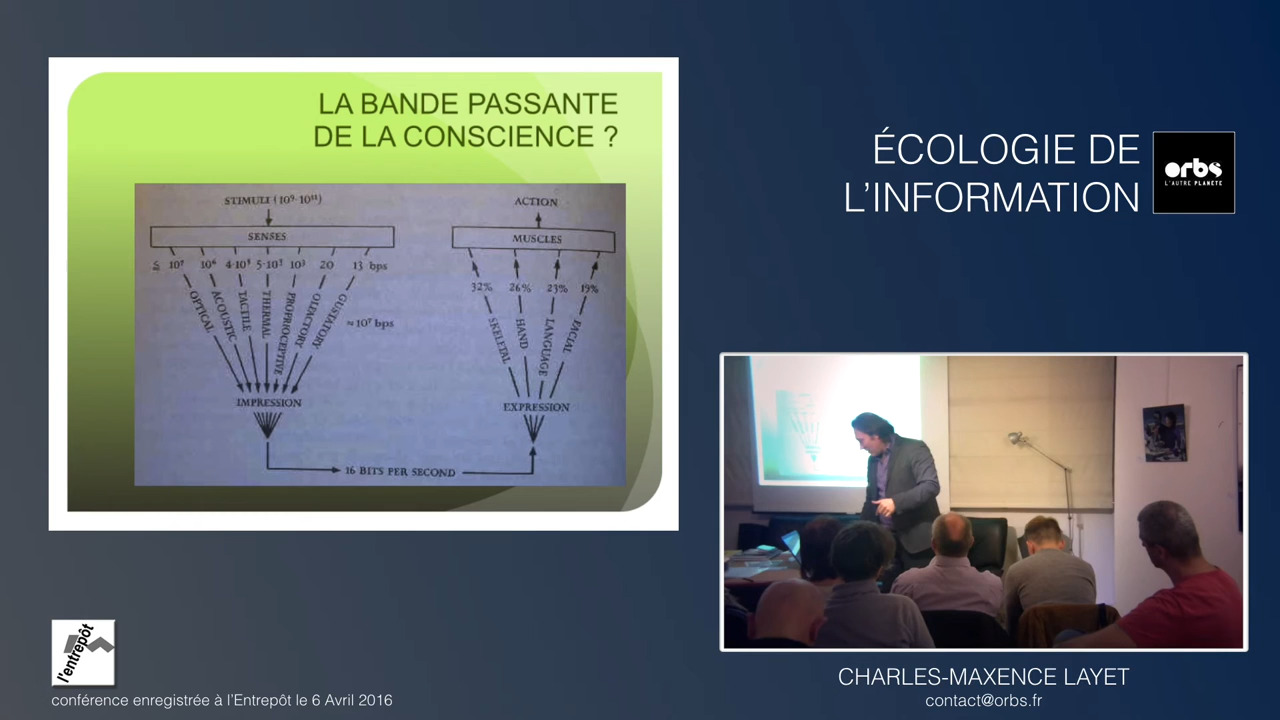 LA BANDE PASSANTE
DE LA CONSCIENCE ?
STIMULI (10⁹-10¹¹)
SENSES
≤ 10⁷ 10⁶ 4·10⁵ 5·10³ 10³ 20 13 bps
OPTICAL
ACOUSTIC
TACTILE
THERMAL
PROPRIOCEPTIVE
OLFACTORY
GUSTATORY
≈ 10⁷ bps
IMPRESSION
16 BITS PER SECOND
ACTION
MUSCLES
32% 26% 23% 19%
SKELETAL
HAND
LANGUAGE
FACIAL
EXPRESSION
ÉCOLOGIE DE
L'INFORMATION
orbs
L'AUTRE PLANÈTE
CHARLES-MAXENCE LAYET
contact@orbs.fr
l'entrepôt
conférence enregistrée à l'Entrepôt le 6 Avril 2016